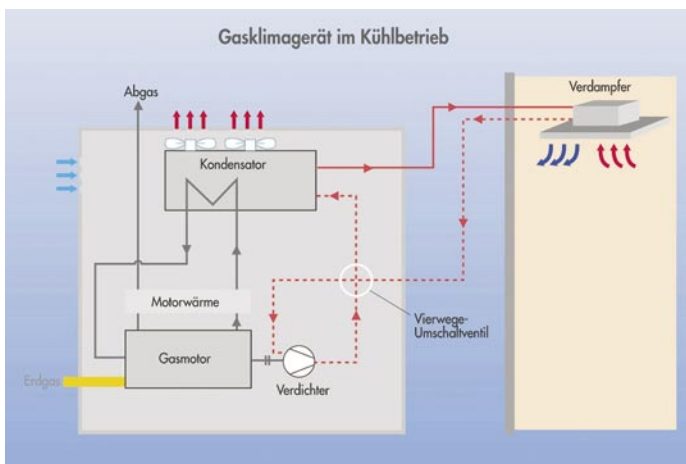 Gasklimagerät im Kühlbetrieb
Abgas
Verdampfer
Kondensator
Motorwärme
Vierwege-
Umschaltventil
Gasmotor
Erdgas
Verdichter